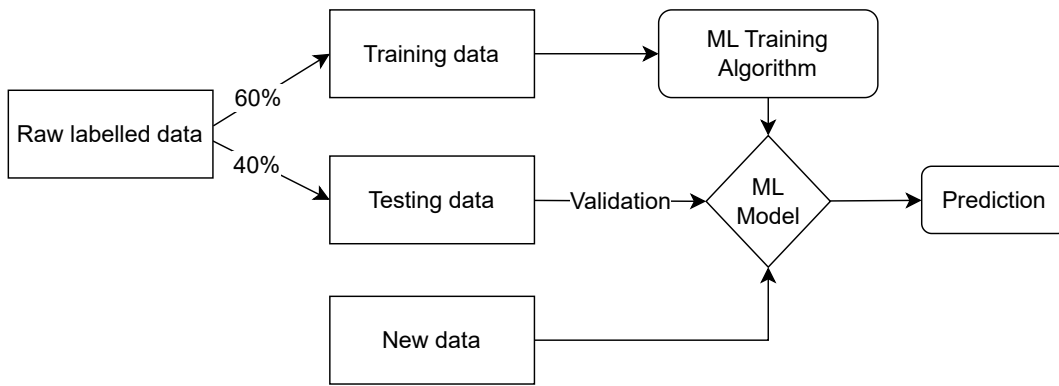 Training data
ML Training
Algorithm
60%
Raw labelled data
40%
Testing data
Validation
ML
Model
Prediction
New data